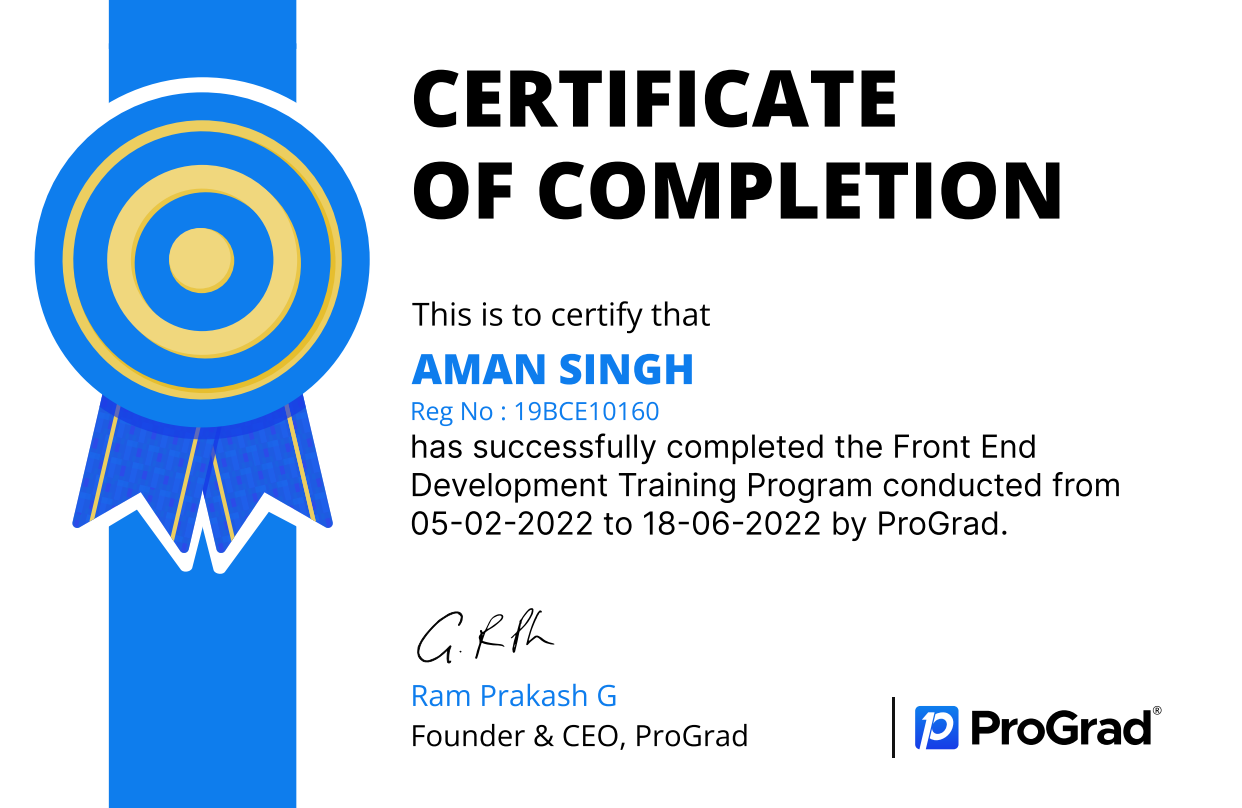 CERTIFICATE
OF COMPLETION
This is to certify that
AMAN SINGH
Reg No : 19BCE10160
has successfully completed the Front End
Development Training Program conducted from
05-02-2022 to 18-06-2022 by ProGrad.
G. RPh
Ram Prakash G
Founder & CEO, ProGrad
ProGrad®